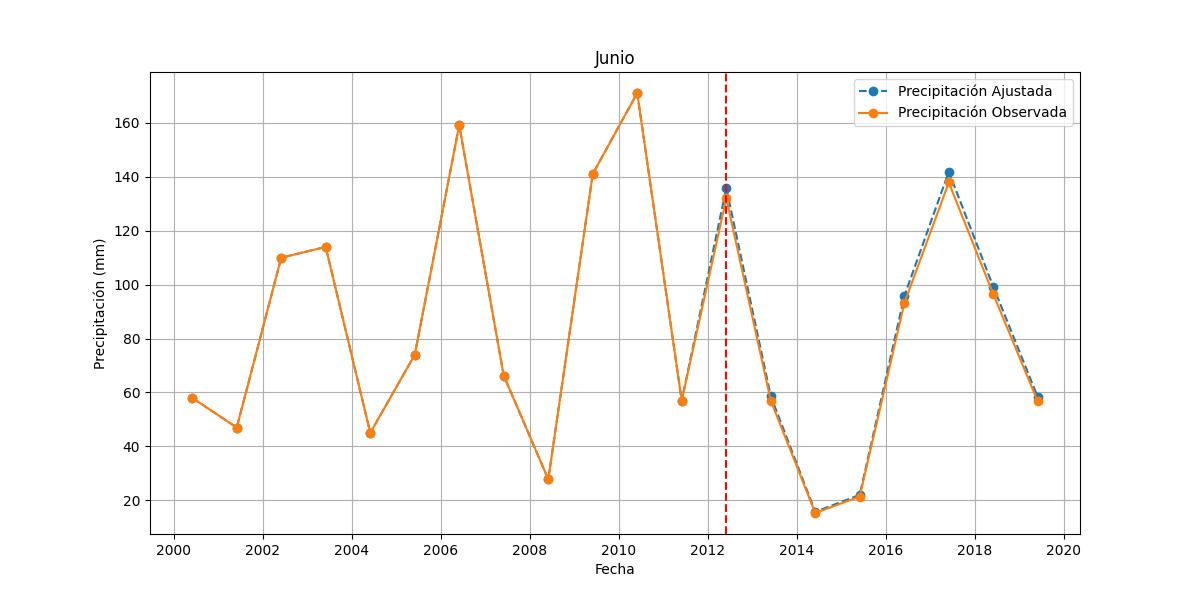 Junio
Precipitación Ajustada
Precipitación Observada
Precipitación (mm)
160
140
120
100
80
60
40
20
2000 2002 2004 2006 2008 2010 2012 2014 2016 2018 2020
Fecha